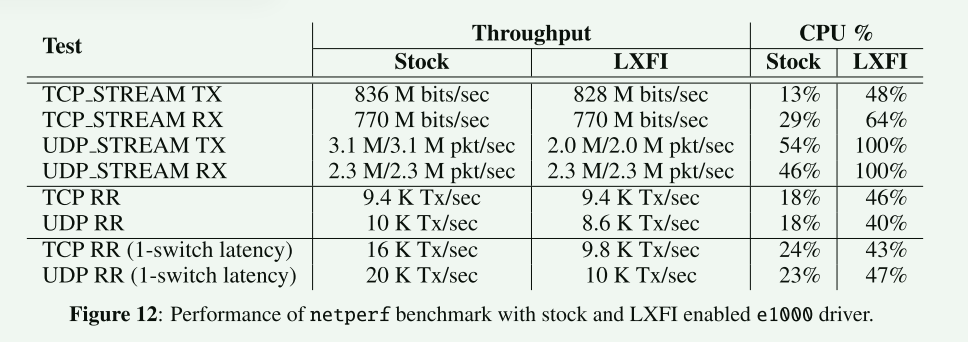 Test Throughput CPU %
Stock LXFI Stock LXFI
TCP_STREAM TX 836 M bits/sec 828 M bits/sec 13% 48%
TCP_STREAM RX 770 M bits/sec 770 M bits/sec 29% 64%
UDP_STREAM TX 3.1 M/3.1 M pkt/sec 2.0 M/2.0 M pkt/sec 54% 100%
UDP_STREAM RX 2.3 M/2.3 M pkt/sec 2.3 M/2.3 M pkt/sec 46% 100%
TCP RR 9.4 K Tx/sec 9.4 K Tx/sec 18% 46%
UDP RR 10 K Tx/sec 8.6 K Tx/sec 18% 40%
TCP RR (1-switch latency) 16 K Tx/sec 9.8 K Tx/sec 24% 43%
UDP RR (1-switch latency) 20 K Tx/sec 10 K Tx/sec 23% 47%
Figure 12: Performance of netperf benchmark with stock and LXFI enabled e1000 driver.